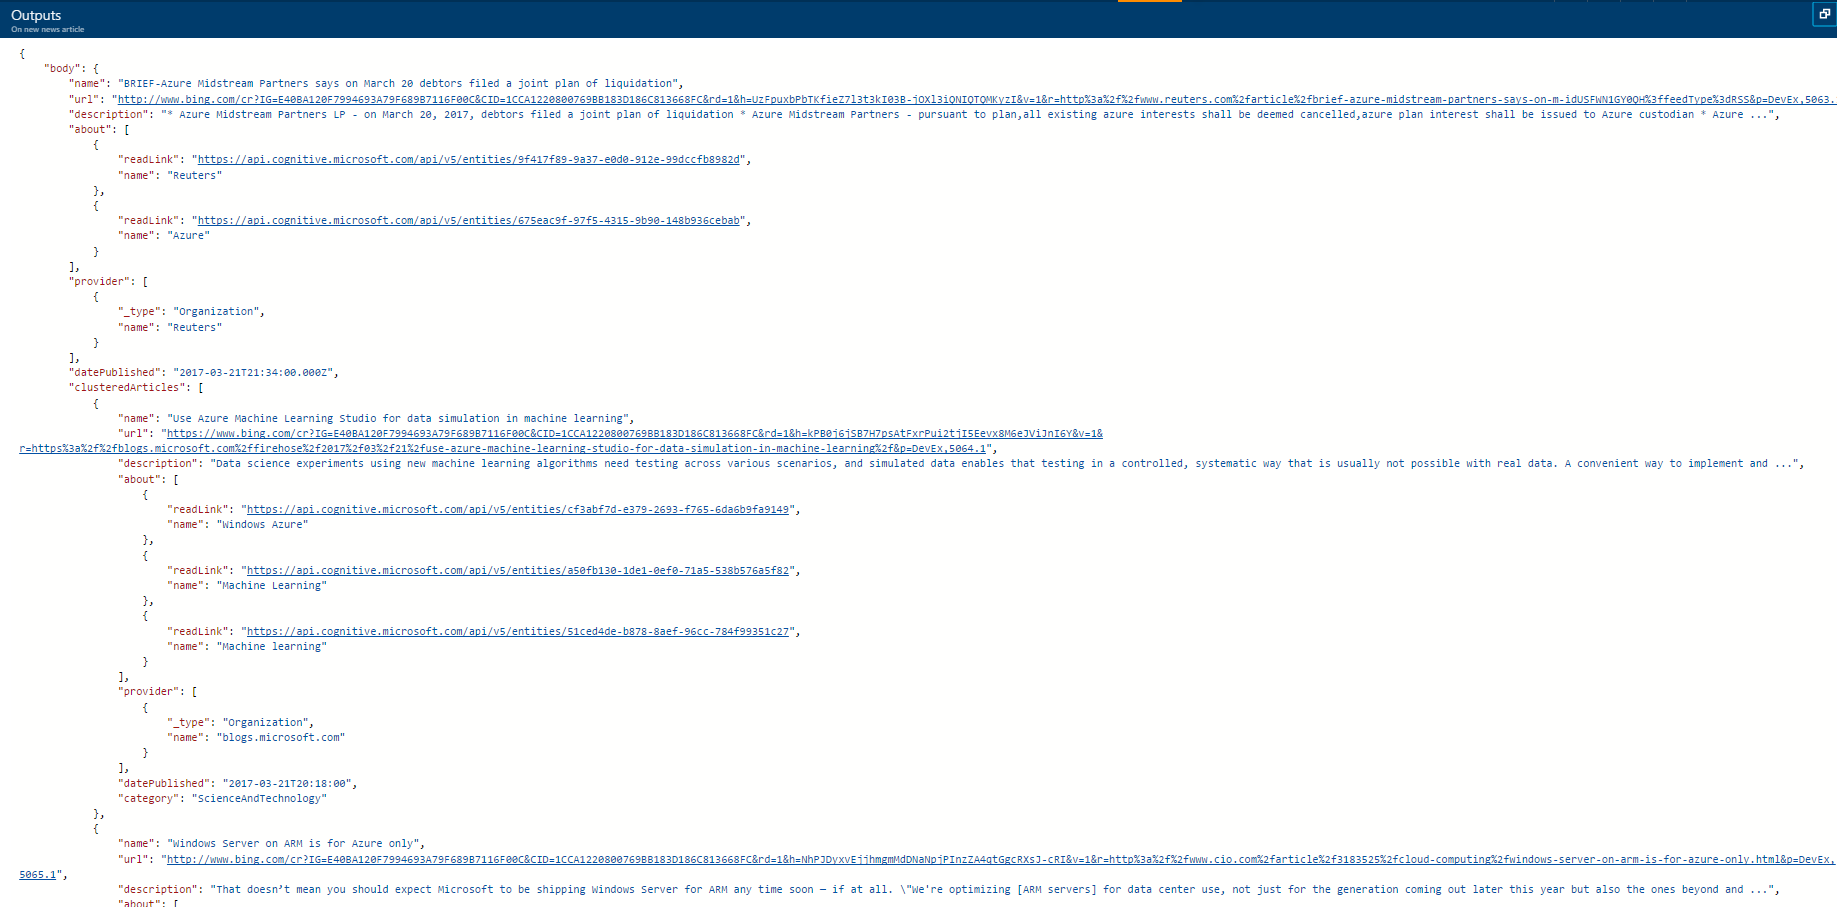 Outputs
On new news article
{
"body": {
"name": "BRIEF-Azure Midstream Partners says on March 20 debtors filed a joint plan of liquidation",
"url": "http://www.bing.com/cr?IG=E40BA120F7994693A79F689B7116F00C&CID=1CCA1220800769BB183D186C813668FC&rd=1&h=UzFpuxbPbTKfieZ7l3t3kI03B-jOXl3iQNIQTQMKyzI&v=1&r=http%3a%2f%2fwww.reuters.com%2farticle%2fbrief-azure-midstream-partners-says-on-m-idUSFWN1GY0QH%3ffeedType%3dRSS&p=DevEx,5063.
"description": "* Azure Midstream Partners LP - on March 20, 2017, debtors filed a joint plan of liquidation * Azure Midstream Partners - pursuant to plan,all existing azure interests shall be deemed cancelled,azure plan interest shall be issued to Azure custodian * Azure ...",
"about": [
{
"readLink": "https://api.cognitive.microsoft.com/api/v5/entities/9f417f89-9a37-e0d0-912e-99dccfb8982d",
"name": "Reuters"
},
{
"readLink": "https://api.cognitive.microsoft.com/api/v5/entities/675eac9f-97f5-4315-9b90-148b936cebab",
"name": "Azure"
}
],
"provider": [
{
"_type": "Organization",
"name": "Reuters"
}
],
"datePublished": "2017-03-21T21:34:00.000Z",
"clusteredArticles": [
{
"name": "Use Azure Machine Learning Studio for data simulation in machine learning",
"url": "http://www.bing.com/cr?IG=E40BA120F7994693A79F689B7116F00C&CID=1CCA1220800769BB183D186C813668FC&rd=1&h=kPB0j6jSB7H7psAtFxrPui2tjI5Eevx8M6eJViJnI6Y&v=1&
r=https%3a%2f%2fblogs.microsoft.com%2ffirehose%2f2017%2f03%2f21%2fuse-azure-machine-learning-studio-for-data-simulation-in-machine-learning%2f&p=DevEx,5064.1",
"description": "Data science experiments using new machine learning algorithms need testing across various scenarios, and simulated data enables that testing in a controlled, systematic way that is usually not possible with real data. A convenient way to implement and ...",
"about": [
{
"readLink": "https://api.cognitive.microsoft.com/api/v5/entities/cf3abf7d-e379-2693-f765-6da6b9fa9149",
"name": "Windows Azure"
},
{
"readLink": "https://api.cognitive.microsoft.com/api/v5/entities/a50fb130-1de1-0ef0-71a5-538b576a5f82",
"name": "Machine Learning"
},
{
"readLink": "https://api.cognitive.microsoft.com/api/v5/entities/51ced4de-b878-8aef-96cc-784f99351c27",
"name": "Machine learning"
}
],
"provider": [
{
"_type": "Organization",
"name": "blogs.microsoft.com"
}
],
"datePublished": "2017-03-21T20:18:00",
"category": "ScienceAndTechnology"
},
{
"name": "Windows Server on ARM is for Azure only",
"url": "http://www.bing.com/cr?IG=E40BA120F7994693A79F689B7116F00C&CID=1CCA1220800769BB183D186C813668FC&rd=1&h=NhPJDyxvEjjhmgmMdDNaNpjPInzZA4qtGgcRXsJ-cRI&v=1&r=http%3a%2f%2fwww.cio.com%2farticle%2f3183525%2fcloud-computing%2fwindows-server-on-arm-is-for-azure-only.html&p=DevEx,
5065.1",
"description": "That doesn’t mean you should expect Microsoft to be shipping Windows Server for ARM any time soon — if at all. \"We're optimizing [ARM servers] for data center use, not just for the generation coming out later this year but also the ones beyond and ...",
"about": [